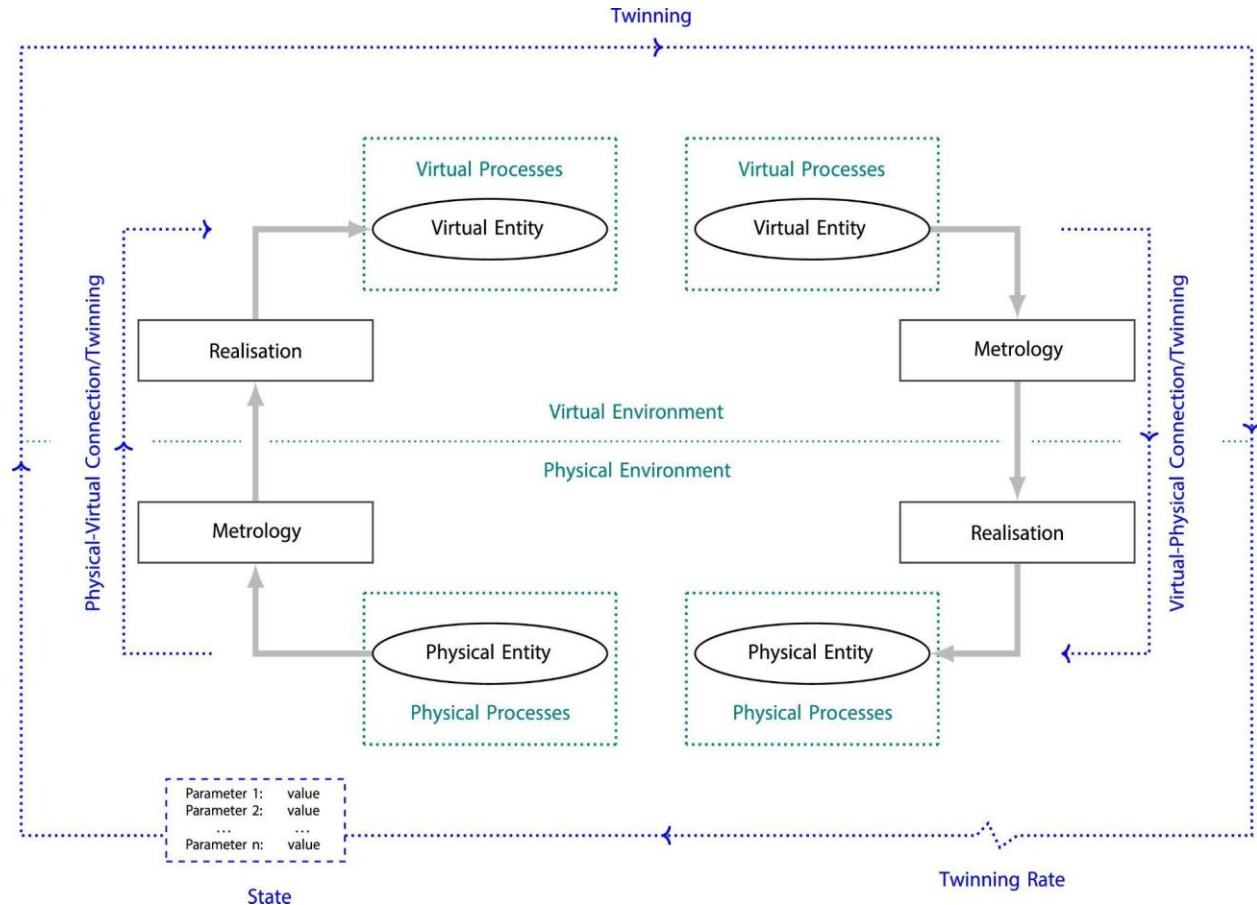 Twinning
Virtual Processes
Virtual Entity
Virtual Processes
Virtual Entity
Physical-Virtual Connection/Twinning
Realisation
Metrology
Virtual-Physical Connection/Twinning
Virtual Environment
Physical Environment
Metrology
Realisation
Physical Entity
Physical Processes
Physical Entity
Physical Processes
Parameter 1: value
Parameter 2: value
... ...
Parameter n: value
State
Twinning Rate